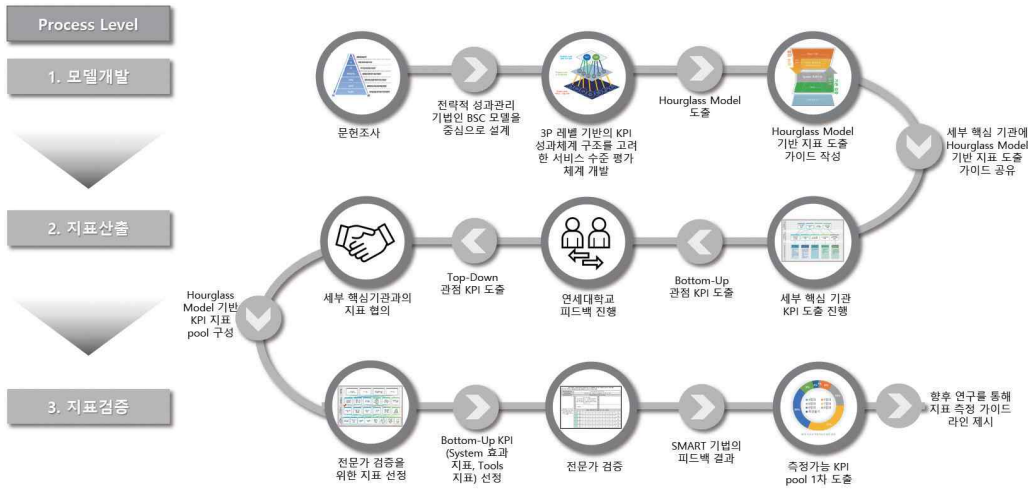 Process Level
1. 모델개발
문헌조사
전략적 성과관리
기법인 BSC 모델을
중심으로 설계
3P 레벨 기반의 KPI
성과체계 구조를 고려
한 서비스 수준 평가
체계 개발
Hourglass Model
도출
Hourglass Model
기반 지표 도출
가이드 작성
세부 핵심 기관에
Hourglass Model
기반 지표 도출
가이드 공유
2. 지표산출
세부 핵심기관과의
지표 협의
Top-Down
관점 KPI 도출
연세대학교
피드백 진행
Bottom-Up
관점 KPI 도출
세부 핵심 기관
KPI 도출 진행
Hourglass
Model 기반
KPI 지표
pool 구성
3. 지표검증
전문가 검증을
위한 지표 선정
Bottom-Up KPI
(System 효과
지표, Tools
지표) 선정
전문가 검증
SMART 기법의
피드백 결과
측정가능 KPI
pool 1차 도출
향후 연구를 통해
지표 측정 가이드
라인 제시